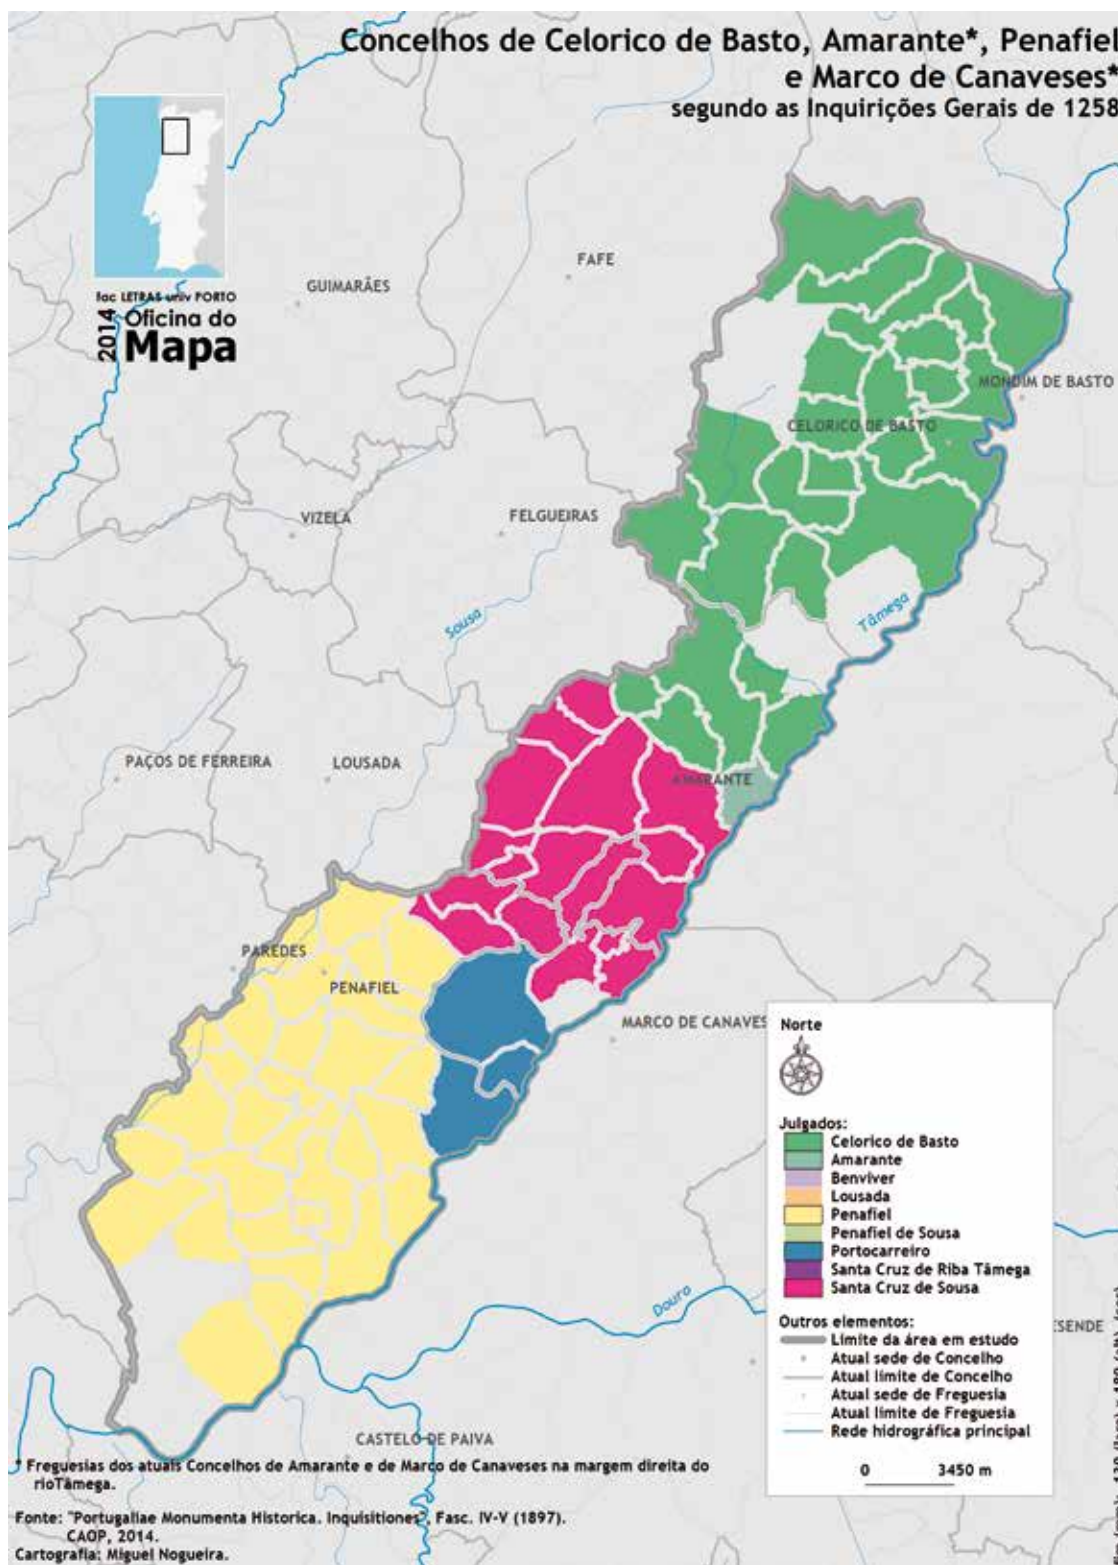 Concelhos de Celorico de Basto, Amarante*, Penafiel
e Marco de Canaveses*
segundo as Inquirições Gerais de 1258
fac LETRAS univ PORTO
2014 Oficina do
Mapa
FAFE
GUIMARÃES
MONDIM DE BASTO
CELORICO DE BASTO
VIZELA
FELGUEIRAS
Sousa
Tâmega
PAÇOS DE FERREIRA
LOUSADA
AMARANTE
PAREDES
PENAFIEL
MARCO DE CANAVES
Norte
Julgados:
Celorico de Basto
Amarante
Benviver
Lousada
Penafiel
Penafiel de Sousa
Portocarreiro
Santa Cruz de Riba Tâmega
Santa Cruz de Sousa
Douro
ESENDE
Outros elementos:
Limite da área em estudo
Atual sede de Concelho
Atual limite de Concelho
Atual sede de Freguesia
Atual limite de Freguesia
Rede hidrográfica principal
0 3450 m
CASTELO DE PAIVA
* Freguesias dos atuais Concelhos de Amarante e de Marco de Canaveses na margem direita do
rioTâmega.
Fonte: "Portugaliae Monumenta Historica. Inquisitiones", Fasc. IV-V (1897).
CAOP, 2014.
Cartografia: Miguel Nogueira.